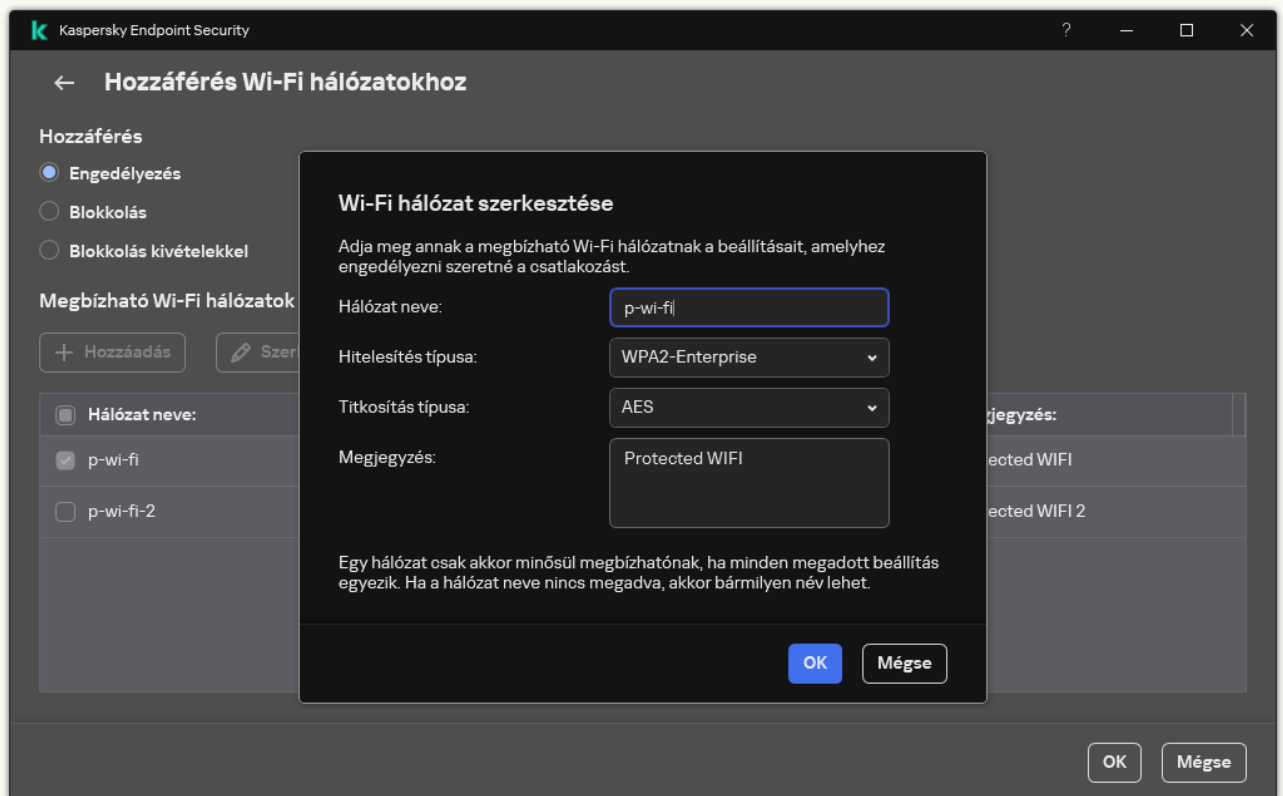 Kaspersky Endpoint Security
?
Hozzáférés Wi-Fi hálózatokhoz
Hozzáférés
Engedélyezés
Blokkolás
Blokkolás kivételekkel
Megbízható Wi-Fi hálózatok
Hozzáadás
Hálózat neve:
p-wi-fi
p-wi-fi-2
Wi-Fi hálózat szerkesztése
Adja meg annak a megbízható Wi-Fi hálózatnak a beállításait, amelyhez
engedélyezni szeretné a csatlakozást.
Hálózat neve: p-wi-fi
Hitelesítés típusa: WPA2-Enterprise
Titkosítás típusa: AES
Megjegyzés: Protected WIFI
Egy hálózat csak akkor minősül megbízhatónak, ha minden megadott beállítás
egyezik. Ha a hálózat neve nincs megadva, akkor bármilyen név lehet.
OK Mégse
WIFI
WIFI 2
OK Mégse